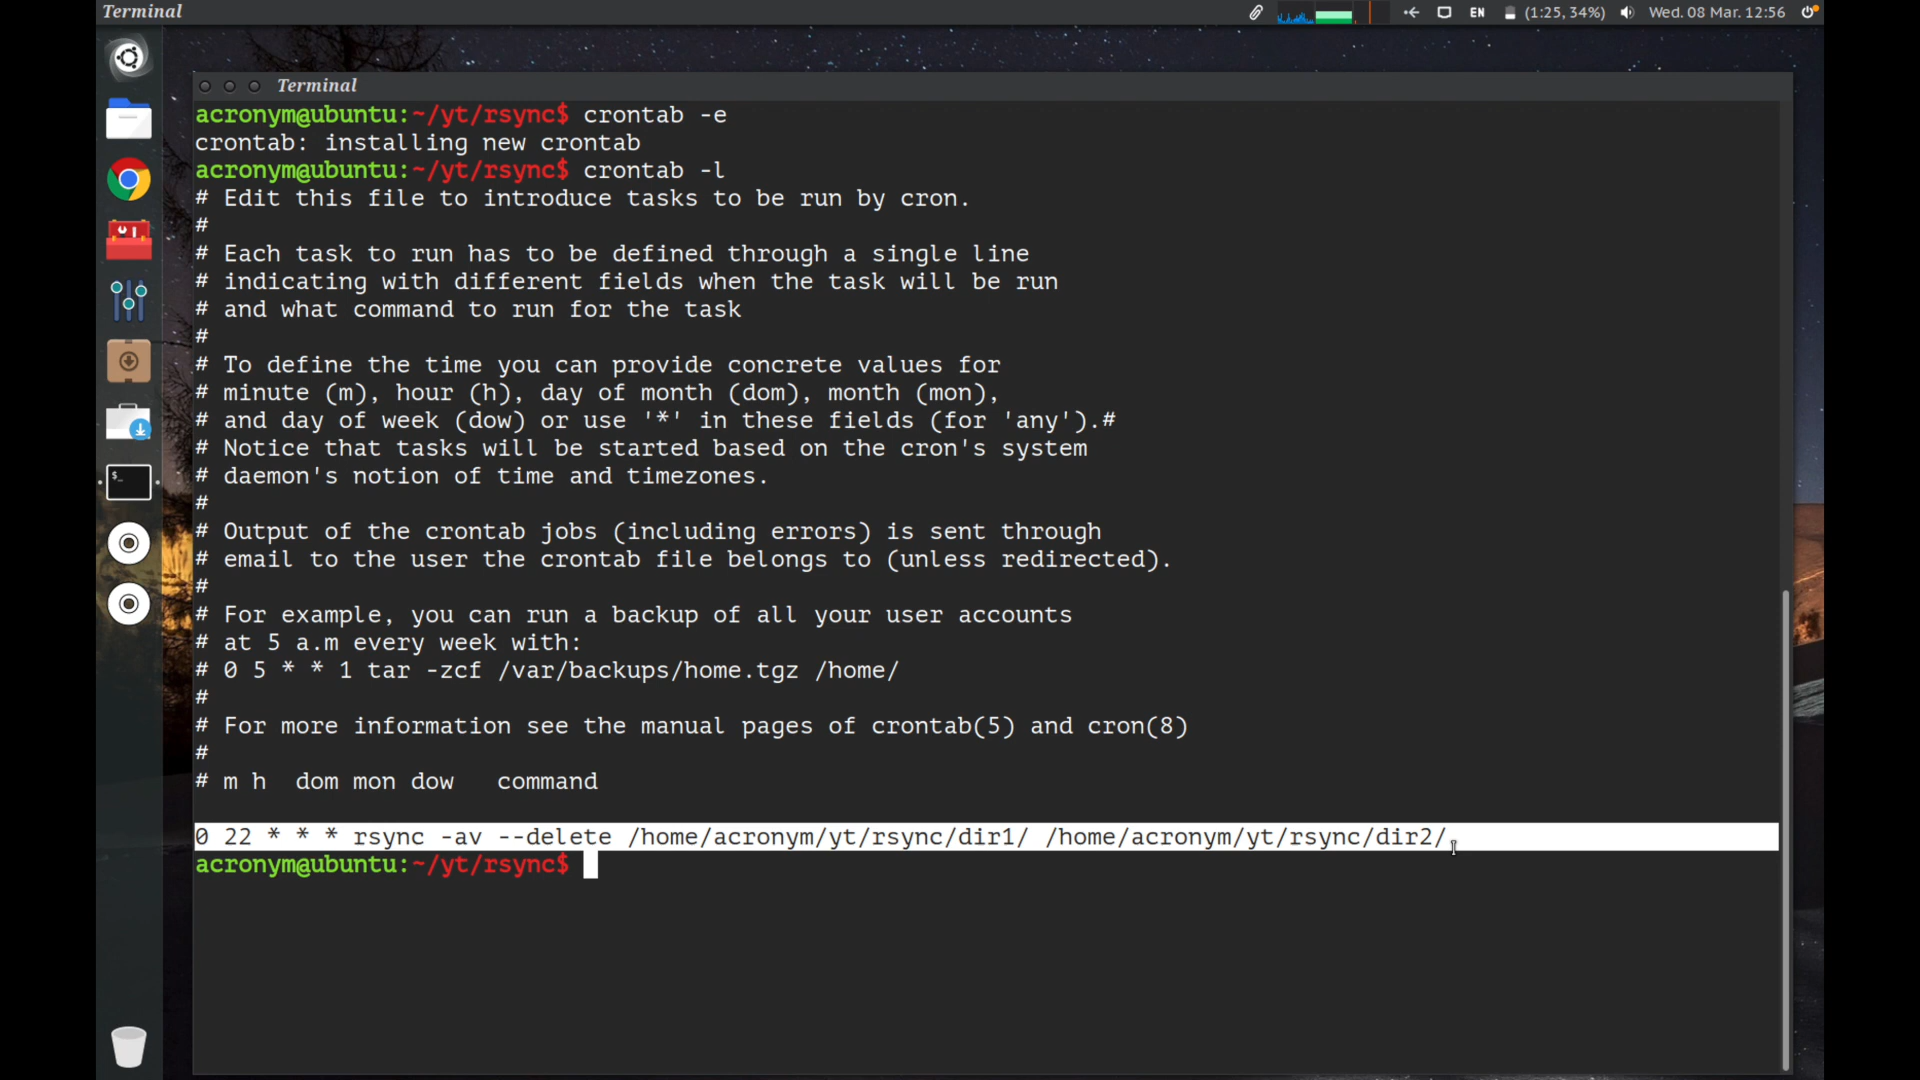 Terminal
EN (1:25, 34%) Wed. 08 Mar. 12:56
Terminal
acronym@ubuntu:~/yt/rsync$ crontab -e
crontab: installing new crontab
acronym@ubuntu:~/yt/rsync$ crontab -l
# Edit this file to introduce tasks to be run by cron.
#
# Each task to run has to be defined through a single line
# indicating with different fields when the task will be run
# and what command to run for the task
#
# To define the time you can provide concrete values for
# minute (m), hour (h), day of month (dom), month (mon),
# and day of week (dow) or use '*' in these fields (for 'any').#
# Notice that tasks will be started based on the cron's system
# daemon's notion of time and timezones.
#
# Output of the crontab jobs (including errors) is sent through
# email to the user the crontab file belongs to (unless redirected).
#
# For example, you can run a backup of all your user accounts
# at 5 a.m every week with:
# 0 5 * * 1 tar -zcf /var/backups/home.tgz /home/
#
# For more information see the manual pages of crontab(5) and cron(8)
#
# m h  dom mon dow   command
0 22 * * * rsync -av --delete /home/acronym/yt/rsync/dir1/ /home/acronym/yt/rsync/dir2/
acronym@ubuntu:~/yt/rsync$